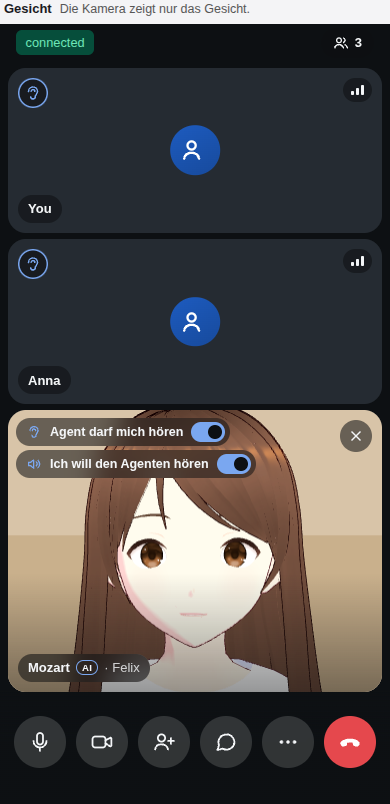 Gesicht Die Kamera zeigt nur das Gesicht.
connected
3
You
Anna
Agent darf mich hören
Ich will den Agenten hören
Mozart AI · Felix